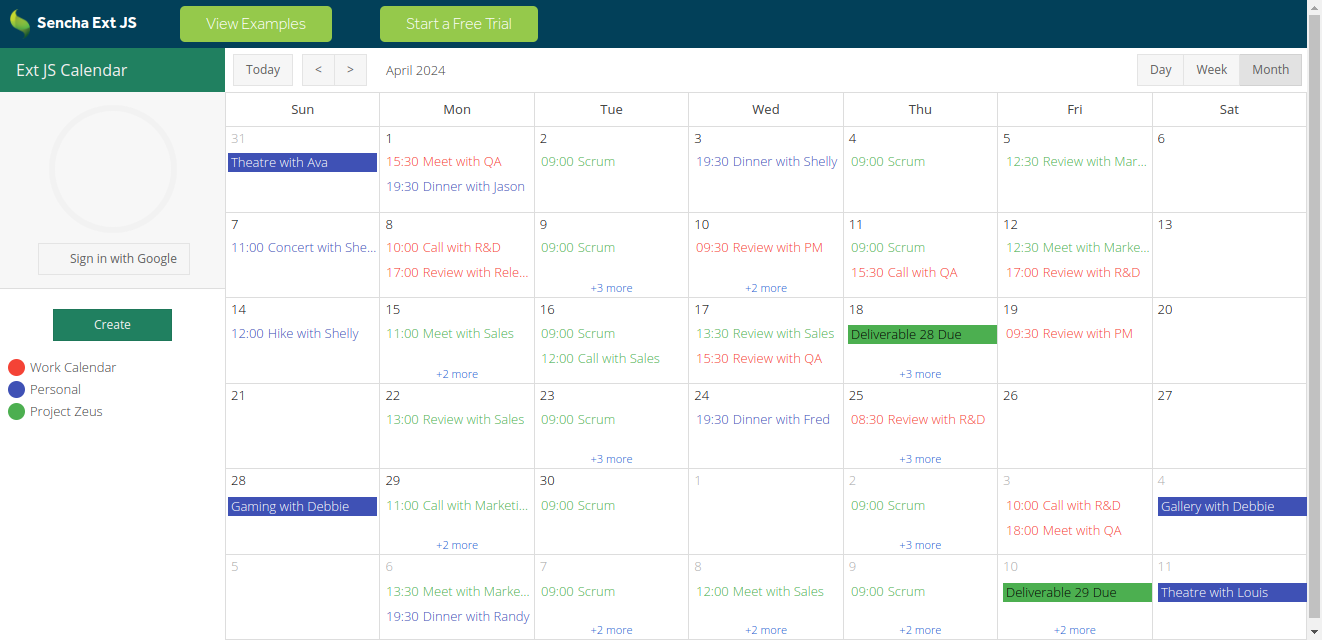 Sencha Ext JS
View Examples
Start a Free Trial
Ext JS Calendar
Today
<
>
April 2024
Day
Week
Month
Sign in with Google
Create
Work Calendar
Personal
Project Zeus
Sun
Mon
Tue
Wed
Thu
Fri
Sat
31
Theatre with Ava
1
15:30 Meet with QA
19:30 Dinner with Jason
2
09:00 Scrum
3
19:30 Dinner with Shelly
4
09:00 Scrum
5
12:30 Review with Mar...
6
7
11:00 Concert with She...
8
10:00 Call with R&D
17:00 Review with Rele...
9
09:00 Scrum
+3 more
10
09:30 Review with PM
+2 more
11
09:00 Scrum
15:30 Call with QA
12
12:30 Meet with Marke...
17:00 Review with R&D
13
14
12:00 Hike with Shelly
15
11:00 Meet with Sales
+2 more
16
09:00 Scrum
12:00 Call with Sales
17
13:30 Review with Sales
15:30 Review with QA
18
Deliverable 28 Due
+3 more
19
09:30 Review with PM
20
21
22
13:00 Review with Sales
23
09:00 Scrum
+3 more
24
19:30 Dinner with Fred
25
08:30 Review with R&D
+3 more
26
27
28
Gaming with Debbie
29
11:00 Call with Marketi...
+2 more
30
09:00 Scrum
1
2
09:00 Scrum
+3 more
3
10:00 Call with R&D
18:00 Meet with QA
4
Gallery with Debbie
5
6
13:30 Meet with Marke...
19:30 Dinner with Randy
7
09:00 Scrum
+2 more
8
12:00 Meet with Sales
+2 more
9
09:00 Scrum
+2 more
10
Deliverable 29 Due
+2 more
11
Theatre with Louis